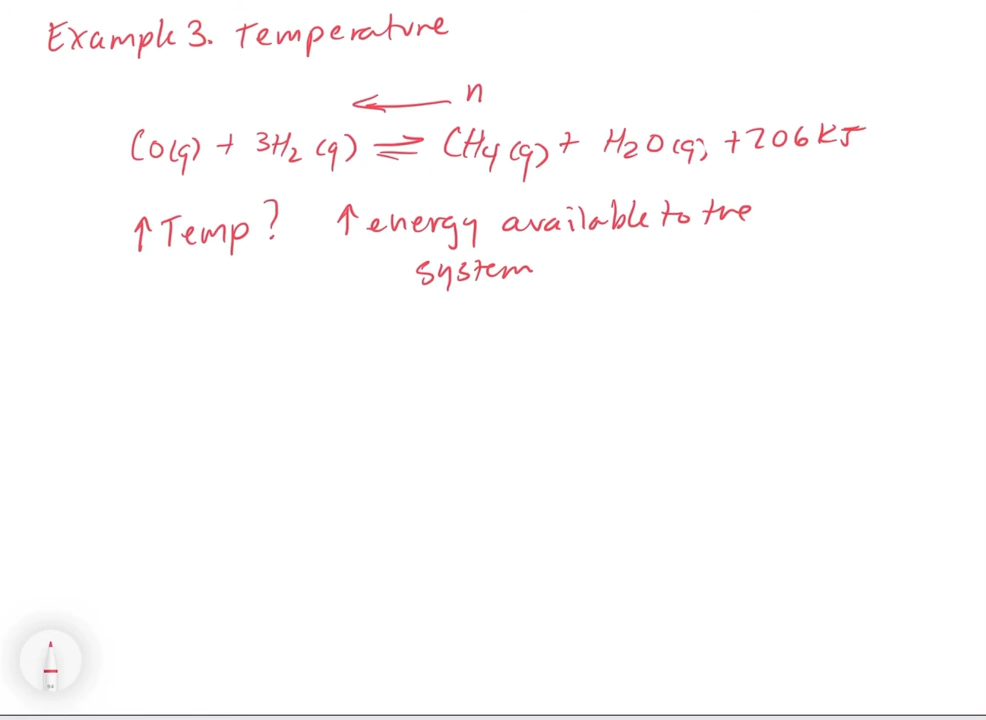 Example 3. Temperature
← n
CO(g) + 3H₂(g) ⇌ CH₄(g) + H₂O(g) + 206 kJ
↑ Temp? ↑ energy available to the
system